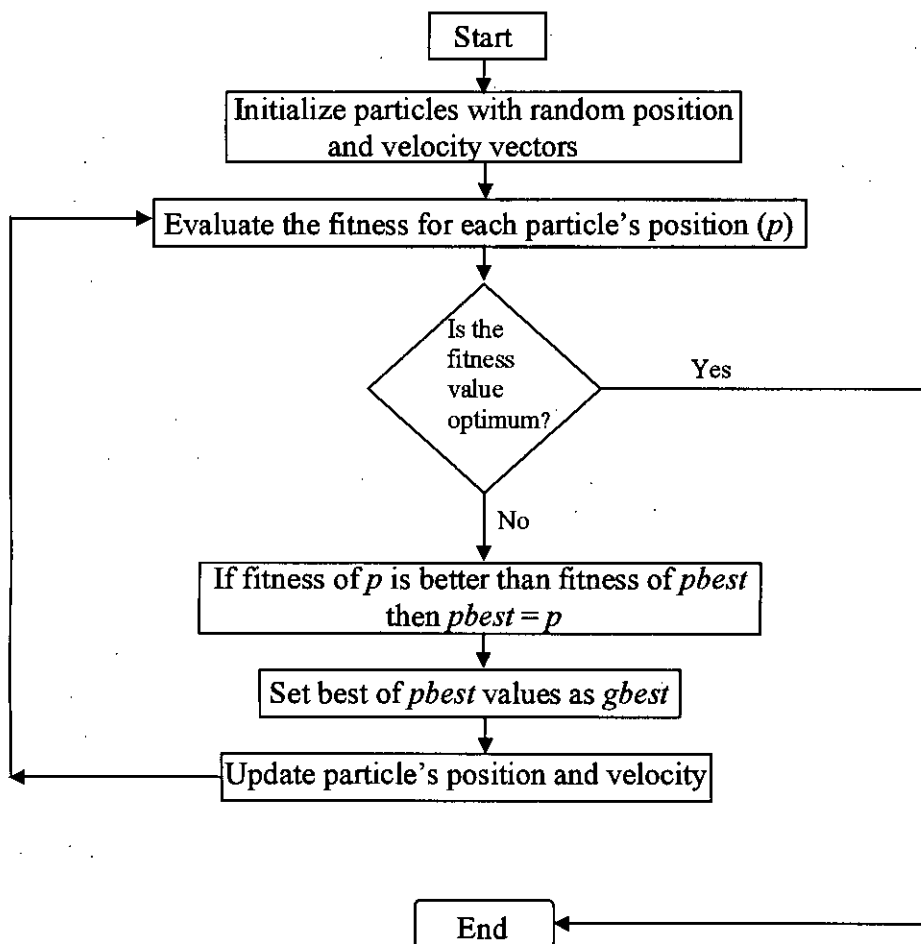 Start
Initialize particles with random position
and velocity vectors
Evaluate the fitness for each particle's position (p)
Is the
fitness
value
optimum?
Yes
No
If fitness of p is better than fitness of pbest
then pbest = p
Set best of pbest values as gbest
Update particle's position and velocity
End